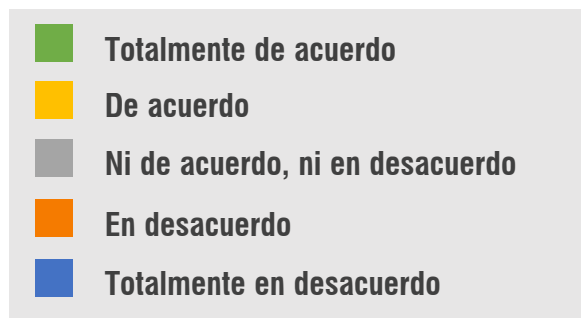 Totalmente de acuerdo
De acuerdo
Ni de acuerdo, ni en desacuerdo
En desacuerdo
Totalmente en desacuerdo